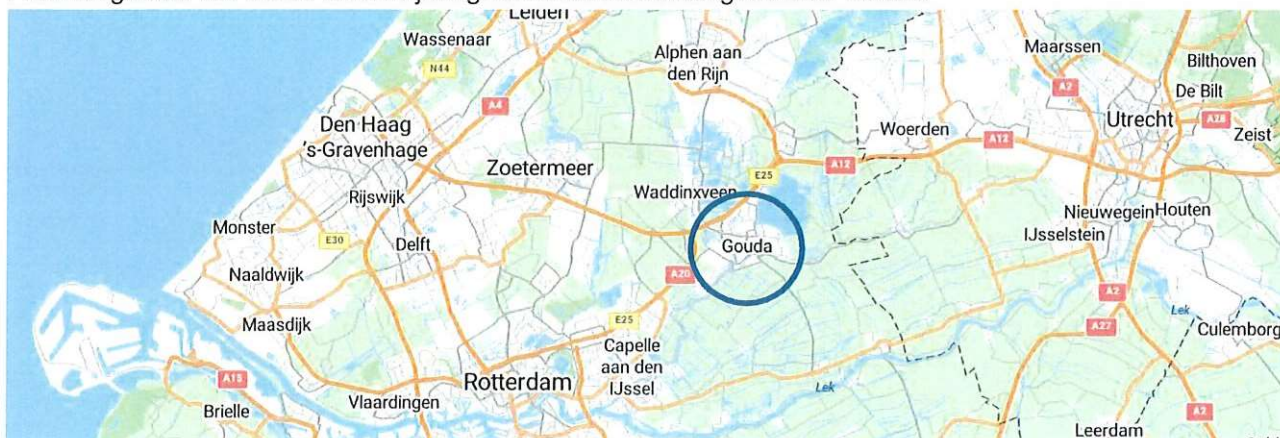 Leiden
Wassenaar
N44
Alphen aan
den Rijn
Maarssen
Bilthoven
A2
De Bilt
A4
Den Haag
's-Gravenhage
Woerden
A12
Utrecht
A28
Zeist
A12
Zoetermeer
E25
Waddinxveen
Rijswijk
Nieuwegein
Houten
Monster
E30
Delft
Gouda
IJsselstein
Naaldwijk
A20
A2
Lek
Maasdijk
E25
A27
Culemborg
Capelle
aan den
IJssel
A15
Rotterdam
Lek
Brielle
Vlaardingen
A2
Leerdam